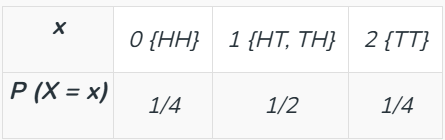 x 0 {HH} 1 {HT, TH} 2 {TT}
P (X = x) 1/4 1/2 1/4